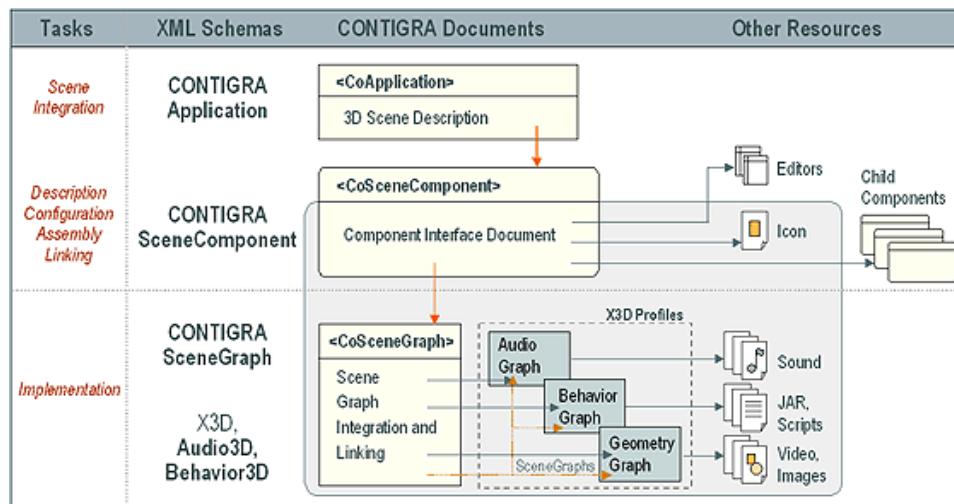 Tasks
XML Schemas
CONTIGRA Documents
Other Resources
Scene
Integration
CONTIGRA
Application
<CoApplication>
3D Scene Description
Description
Configuration
Assembly
Linking
CONTIGRA
SceneComponent
<CoSceneComponent>
Component Interface Document
Editors
Icon
Child
Components
Implementation
CONTIGRA
SceneGraph
X3D,
Audio3D,
Behavior3D
<CoSceneGraph>
Scene
Graph
Integration and
Linking
X3D Profiles
Audio
Graph
Behavior
Graph
Geometry
Graph
SceneGraphs
Sound
JAR,
Scripts
Video,
Images